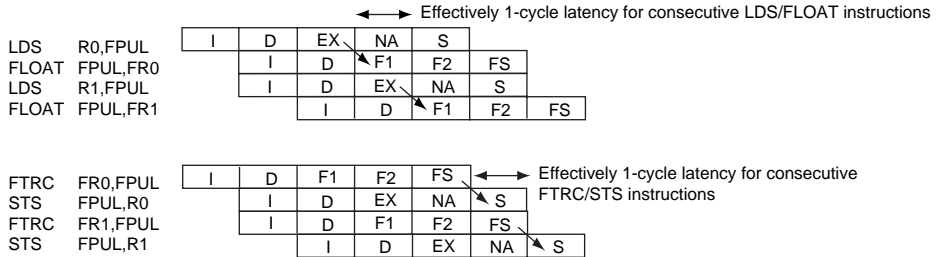 Effectively 1-cycle latency for consecutive LDS/FLOAT instructions
LDS R0,FPUL I D EX NA S
FLOAT FPUL,FR0 I D F1 F2 FS
LDS R1,FPUL I D EX NA S
FLOAT FPUL,FR1 I D F1 F2 FS
Effectively 1-cycle latency for consecutive
FTRC/STS instructions
FTRC FR0,FPUL I D F1 F2 FS
STS FPUL,R0 I D EX NA S
FTRC FR1,FPUL I D F1 F2 FS
STS FPUL,R1 I D EX NA S